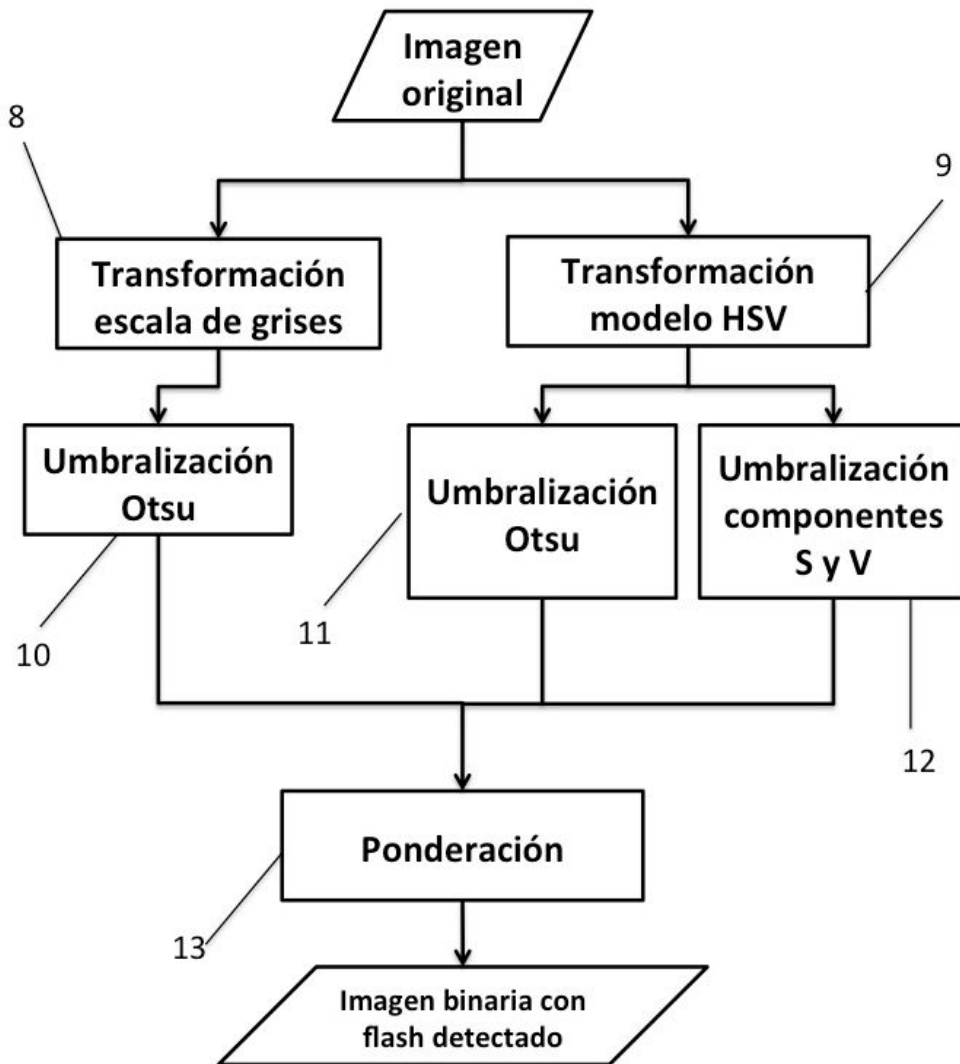 Imagen
original
8
9
Transformación
escala de grises
Transformación
modelo HSV
Umbralización
Otsu
Umbralización
Otsu
Umbralización
componentes
S y V
10
11
12
Ponderación
13
Imagen binaria con
flash detectado